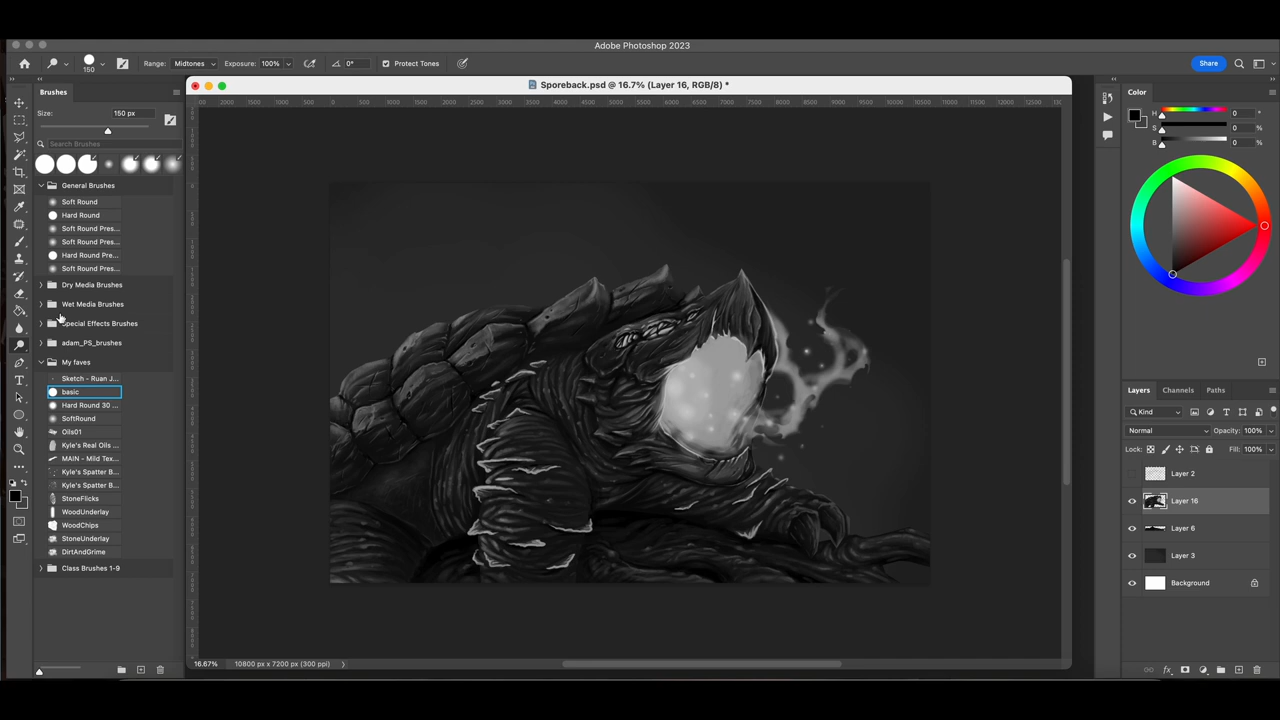 Adobe Photoshop 2023
150
Range: Midtones
Exposure: 100%
0°
Protect Tones
Share
Brushes
Size: 150 px
Search Brushes
General Brushes
Soft Round
Hard Round
Soft Round Pres...
Soft Round Pres...
Hard Round Pre...
Soft Round Pres...
Dry Media Brushes
Wet Media Brushes
Special Effects Brushes
adam_PS_brushes
My faves
Sketch - Ruan J...
basic
Hard Round 30 ...
SoftRound
Oils01
Kyle's Real Oils ...
MAIN - Mild Tex...
Kyle's Spatter B...
Kyle's Spatter B...
StoneFlicks
WoodUnderlay
WoodChips
StoneUnderlay
DirtAndGrime
Class Brushes 1-9
Sporeback.psd @ 16.7% (Layer 16, RGB/8) *
16.67%
10800 px x 7200 px (300 ppi)
Color
H 0 °
S 0 %
B 0 %
Layers Channels Paths
Kind
Normal
Opacity: 100%
Lock:
Fill: 100%
Layer 2
Layer 16
Layer 6
Layer 3
Background